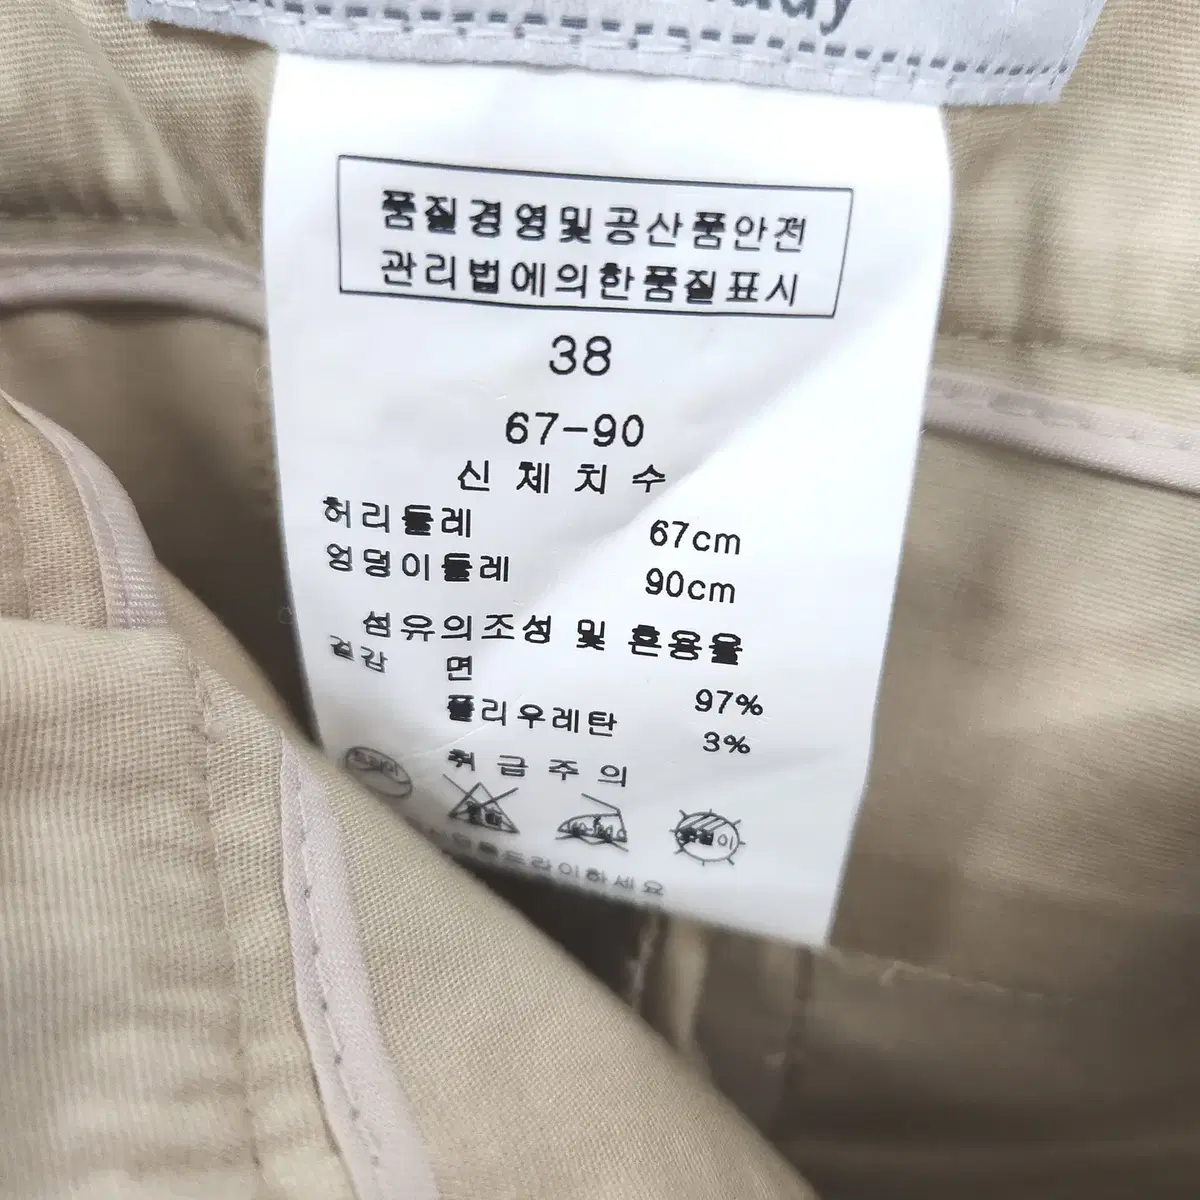 품질경영및공산품안전
관리법에의한품질표시
38
67-90
신체치수
허리둘레 67cm
엉덩이둘레 90cm
섬유의조성 및 혼용율
겉감 면 97%
폴리우레탄 3%
취급주의
드라이